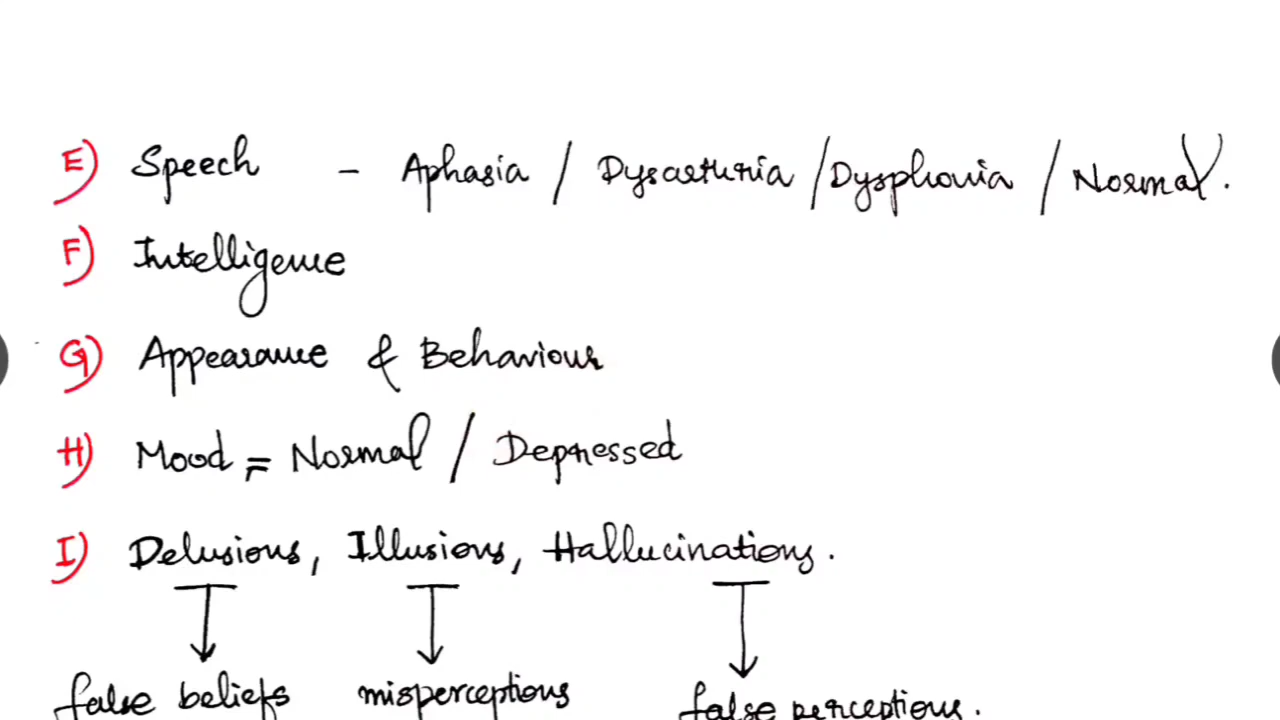 E) Speech - Aphasia / Dysarthria / Dysphonia / Normal.
F) Intelligence
G) Appearance & Behaviour
H) Mood = Normal / Depressed
I) Delusions, Illusions, Hallucinations.
false beliefs misperceptions false perceptions.